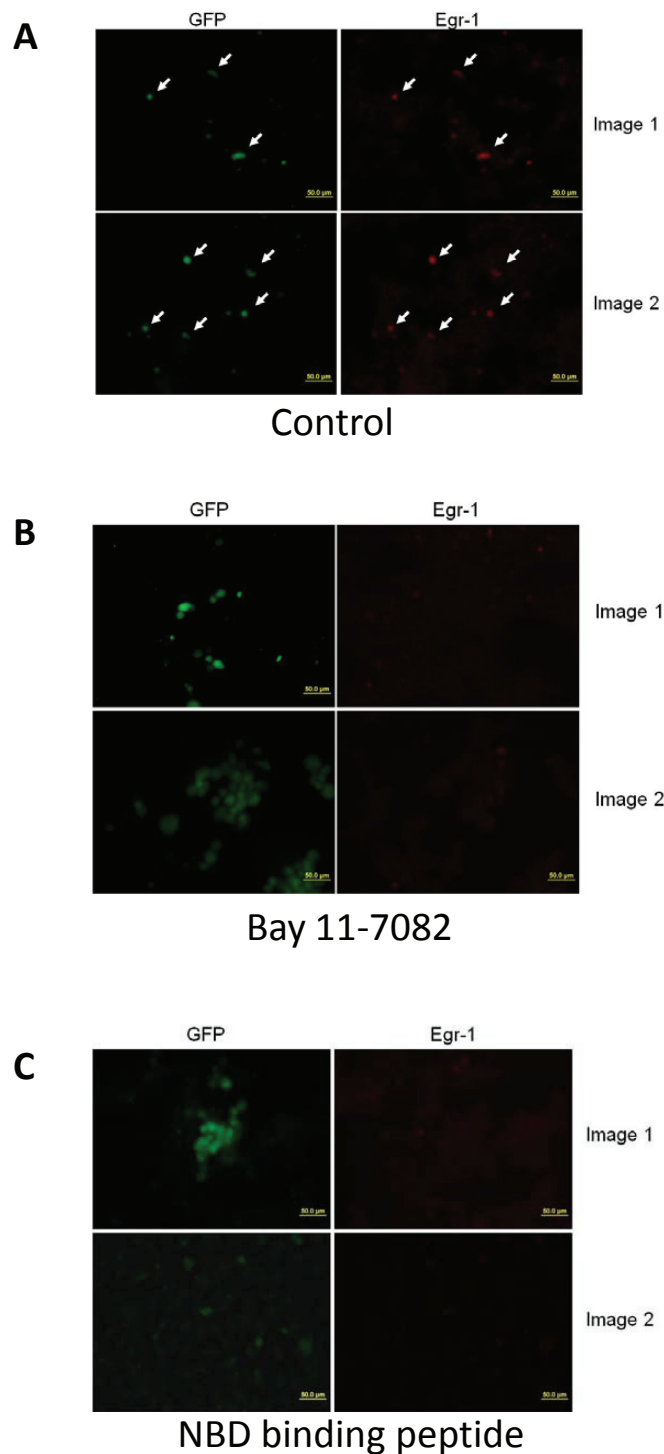 A
GFP Egr-1
Image 1
50.0 µm 50.0 µm
Image 2
50.0 µm 50.0 µm
Control
B
GFP Egr-1
Image 1
50.0 µm 50.0 µm
Image 2
50.0 µm 50.0 µm
Bay 11-7082
C
GFP Egr-1
Image 1
50.0 µm 50.0 µm
Image 2
50.0 µm 50.0 µm
NBD binding peptide